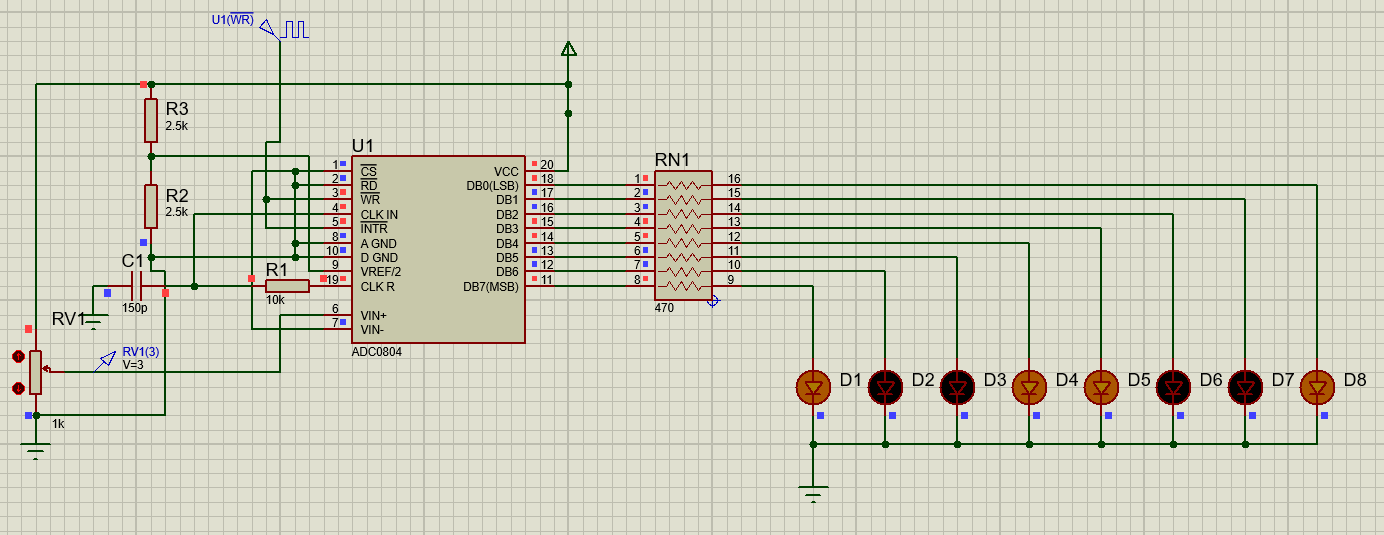 U1(WR)
R3
2.5k
R2
2.5k
C1
150p
R1
10k
RV1
RV1(3)
V=3
1k
U1
1 CS
2 RD
3 WR
4 CLK IN
5 INTR
8 A GND
10 D GND
9 VREF/2
19 CLK R
6 VIN+
7 VIN-
VCC 20
DB0(LSB) 18
DB1 17
DB2 16
DB3 15
DB4 14
DB5 13
DB6 12
DB7(MSB) 11
ADC0804
RN1
1 16
2 15
3 14
4 13
5 12
6 11
7 10
8 9
470
D1 D2 D3 D4 D5 D6 D7 D8